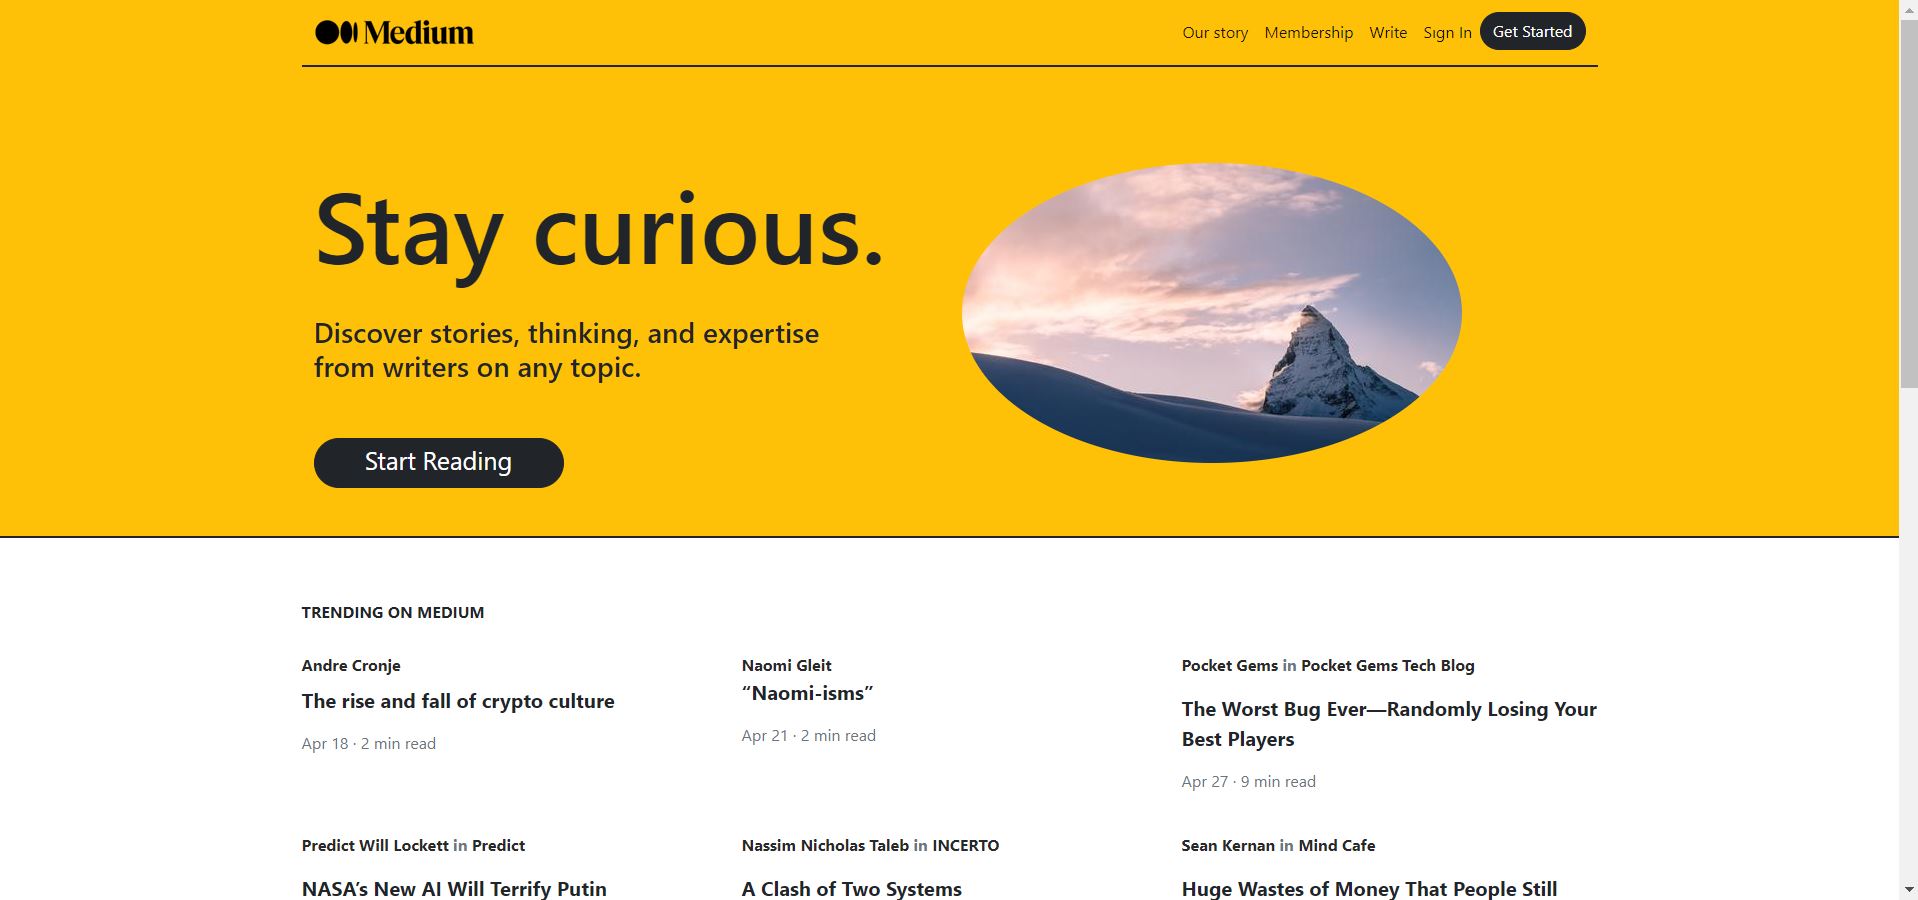 Medium
Our story Membership Write Sign In Get Started
Stay curious.
Discover stories, thinking, and expertise
from writers on any topic.
Start Reading
TRENDING ON MEDIUM
Andre Cronje
The rise and fall of crypto culture
Apr 18 · 2 min read
Naomi Gleit
“Naomi-isms”
Apr 21 · 2 min read
Pocket Gems in Pocket Gems Tech Blog
The Worst Bug Ever—Randomly Losing Your
Best Players
Apr 27 · 9 min read
Predict Will Lockett in Predict
NASA’s New AI Will Terrify Putin
Nassim Nicholas Taleb in INCERTO
A Clash of Two Systems
Sean Kernan in Mind Cafe
Huge Wastes of Money That People Still